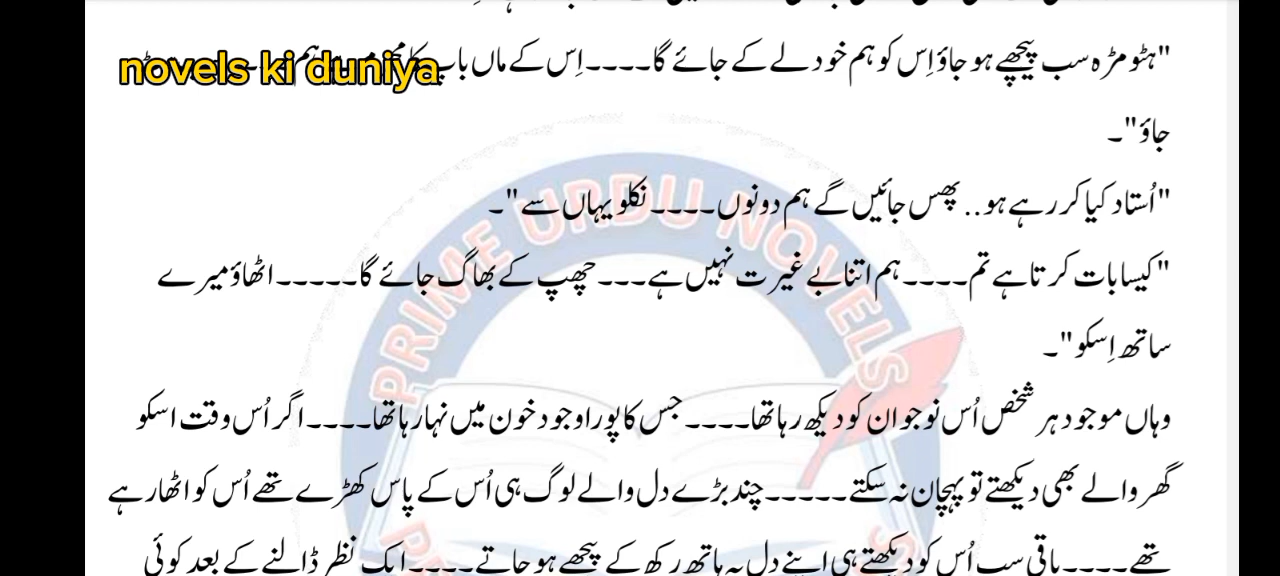 "ہٹو مڑہ سب پیچھے ہو جاؤ اِس کو ہم خود لے کے جائے گا۔۔۔۔اِس کے ماں باپ کا
novels ki duniya
جاؤ"۔
"اُستاد کیا کر رہے ہو.. پھس جائیں گے ہم دونوں۔۔۔۔ نکلو یہاں سے"۔
"کیسا بات کرتا ہے تم۔۔۔۔ہم اتنا بے غیرت نہیں ہے۔۔۔ چھپ کے بھاگ جائے گا۔۔۔۔۔اٹھاؤ میرے
ساتھ اِسکو"۔
وہاں موجود ہر شخص اُس نوجوان کو دیکھ رہا تھا۔۔۔۔ جس کا پورا وجود خون میں نہا رہا تھا۔۔۔۔اگر اُس وقت اسکو
گھر والے بھی دیکھتے تو پہچان نہ سکتے۔۔۔۔۔چند بڑے دل والے لوگ ہی اُس کے پاس کھڑے تھے اُس کو اٹھا رہے
تھے۔۔۔۔باقی سب اُس کو دیکھتے ہی اپنے دل پہ ہاتھ رکھ کے پیچھے ہو جاتے۔۔۔۔ایک نظر ڈالنے کے بعد کوئی
PRIME URDU NOVELS